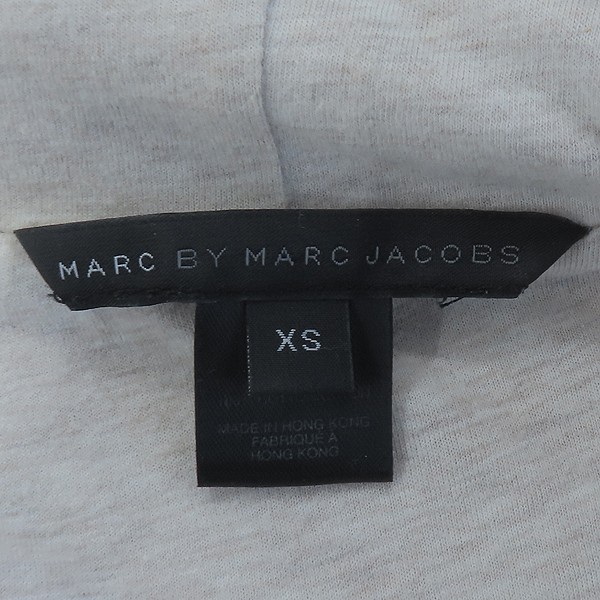 MARC BY MARC JACOBS
XS
MADE IN HONG KONG
FABRIQUE A
HONG KONG